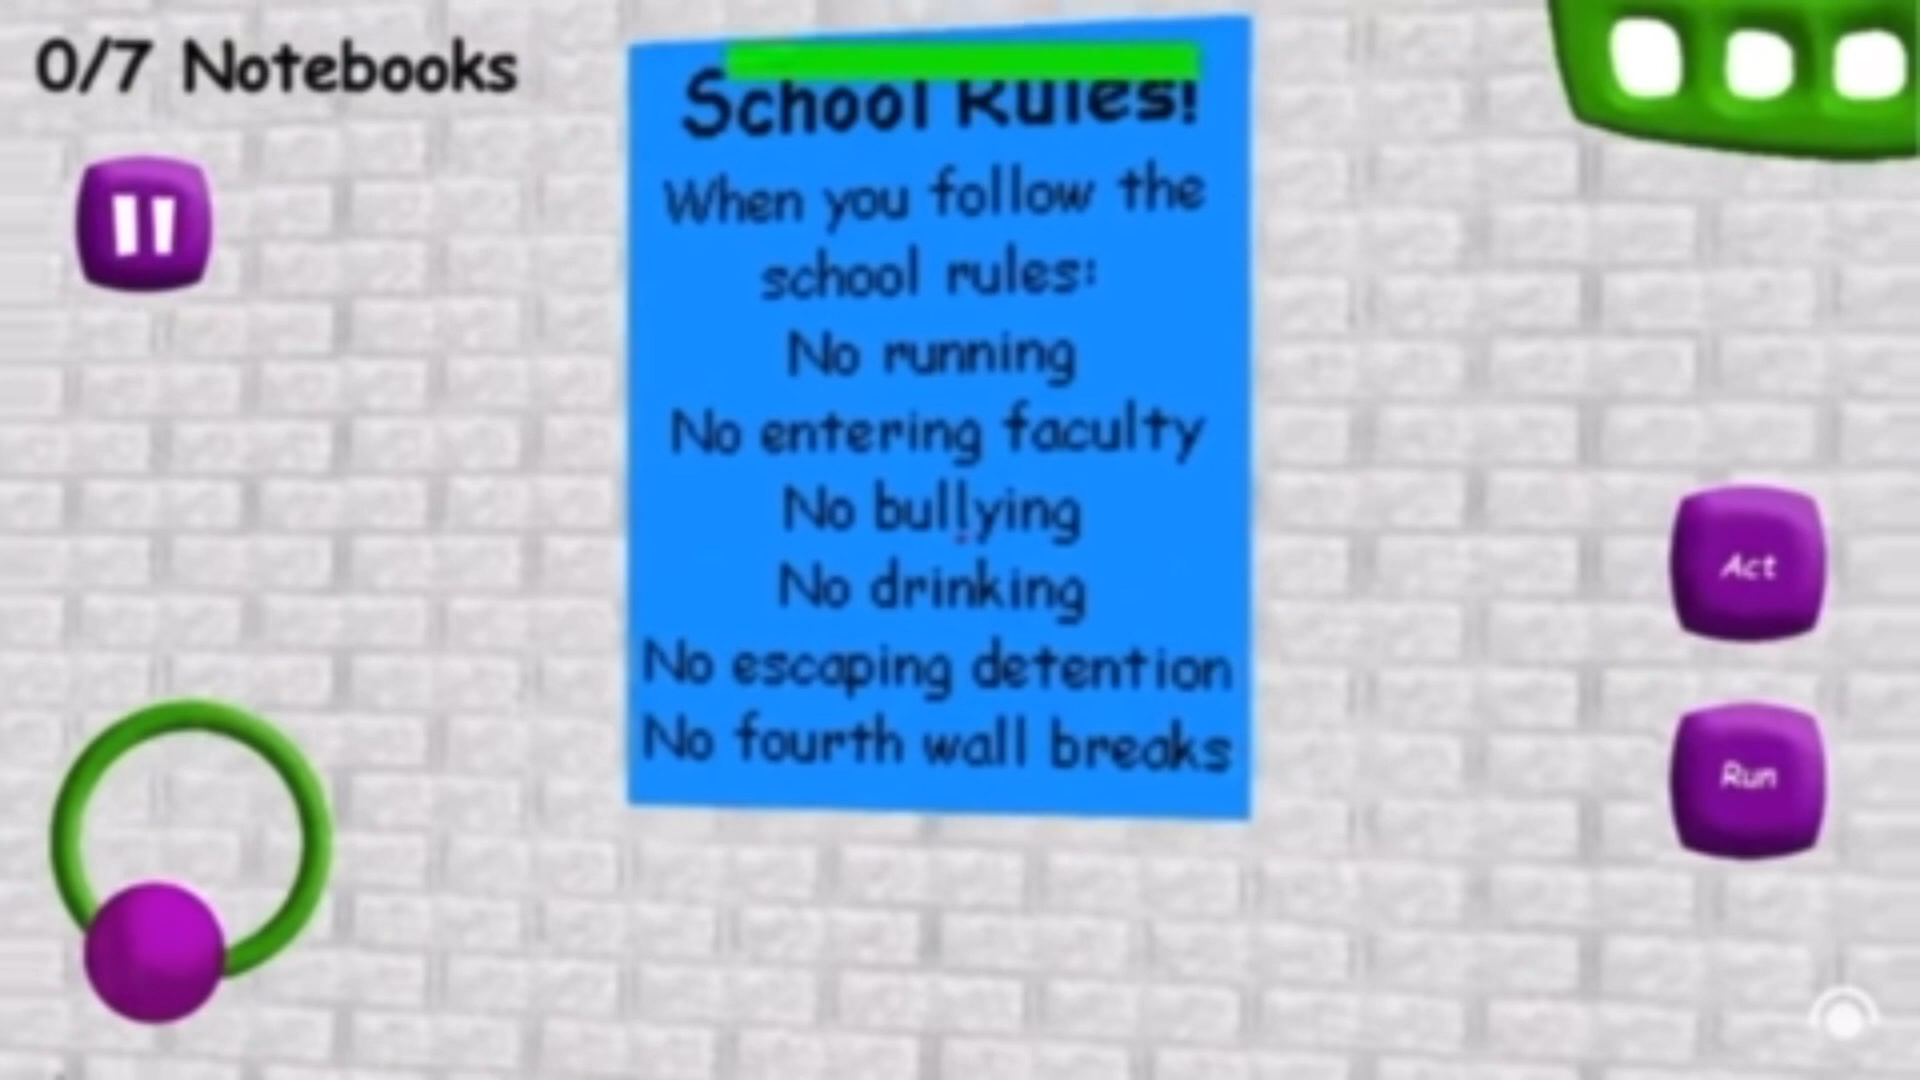 0/7 Notebooks
School Rules!
When you follow the
school rules:
No running
No entering faculty
No bullying
No drinking
No escaping detention
No fourth wall breaks
Act
Run